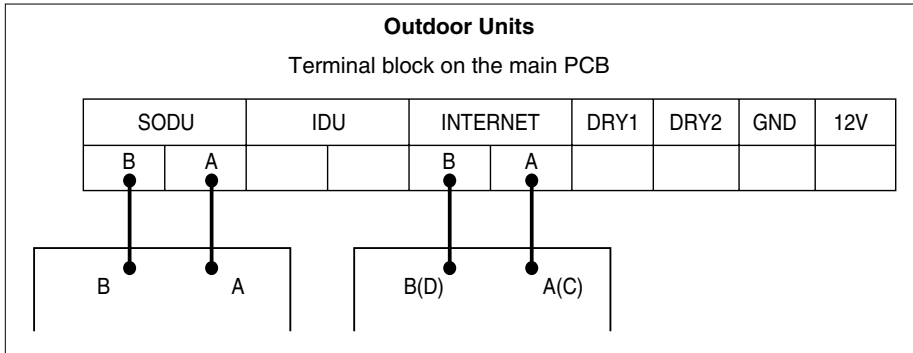 Outdoor Units
Terminal block on the main PCB
SODU IDU INTERNET DRY1 DRY2 GND 12V
B A B A
B A B(D) A(C)